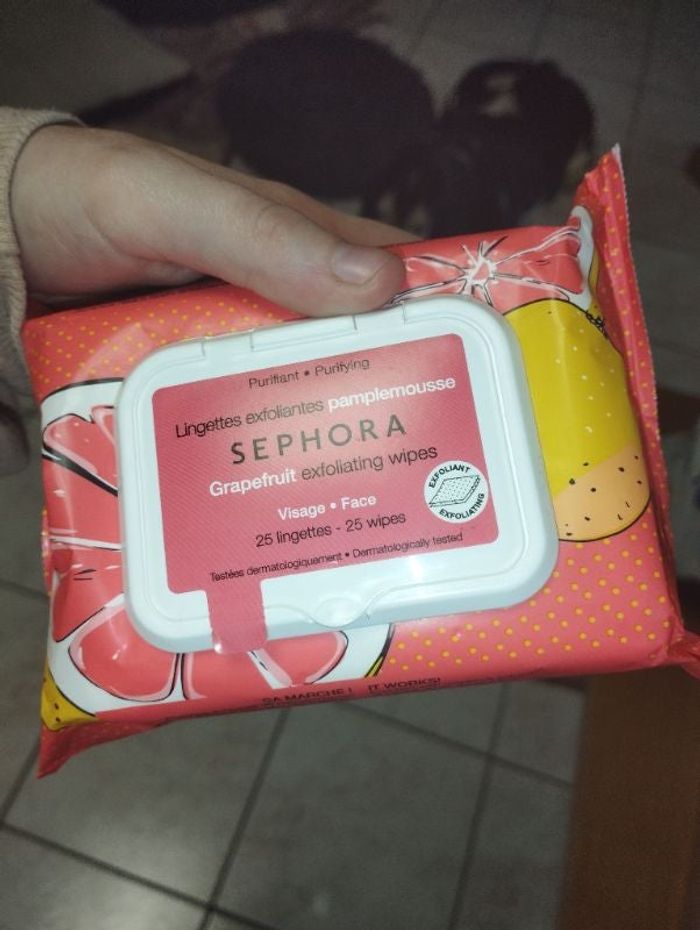 Purifiant • Purifying
Lingettes exfoliantes pamplemousse
SEPHORA
Grapefruit exfoliating wipes
EXFOLIANT
EXFOLIATING
Visage • Face
25 lingettes - 25 wipes
Testées dermatologiquement • Dermatologically tested
ÇA MARCHE ! IT WORKS!